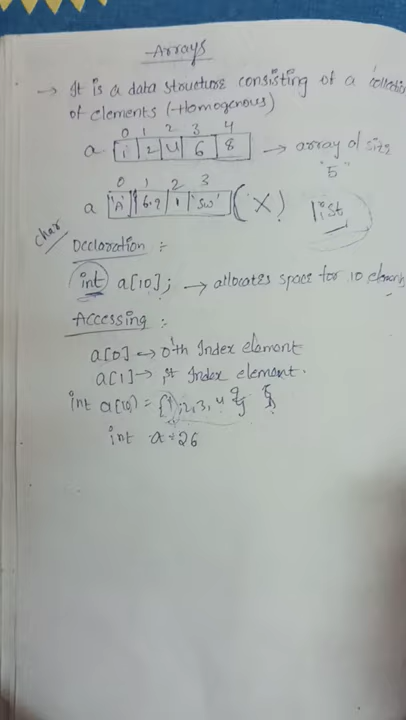 Arrays
→ It is a data structure consisting of a collection
of elements (Homogenous)
0 1 2 3 4
a 1 2 4 6 8 → array of size
"5"
0 1 2 3
a 'A' 6.2 1 'sw' (X) list
char
Declaration :-
int a[10]; → allocates space for 10 elements
Accessing :-
a[0] → 0'th Index element
a[1] → 1st Index element.
int a[10] = {1,2,3,4
int a = 26